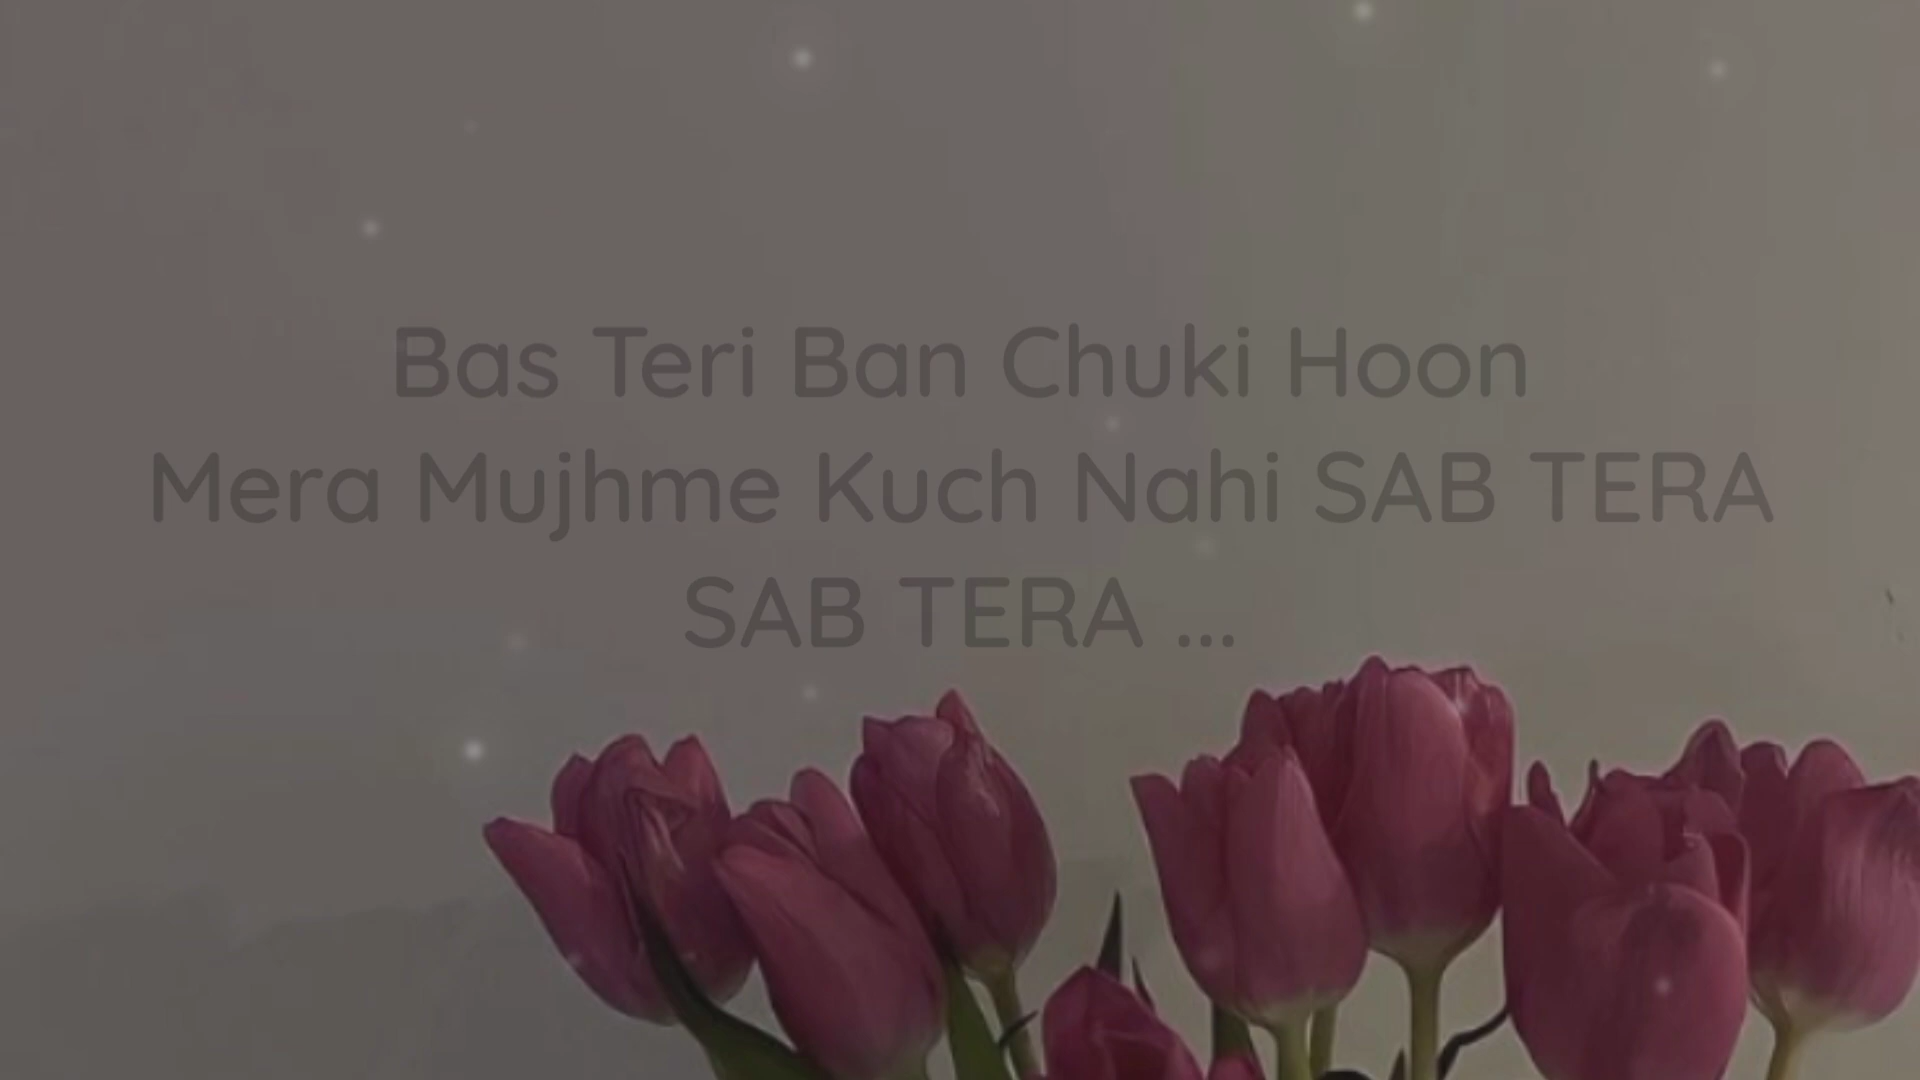 Bas Teri Ban Chuki Hoon
Mera Mujhme Kuch Nahi SAB TERA
SAB TERA ...